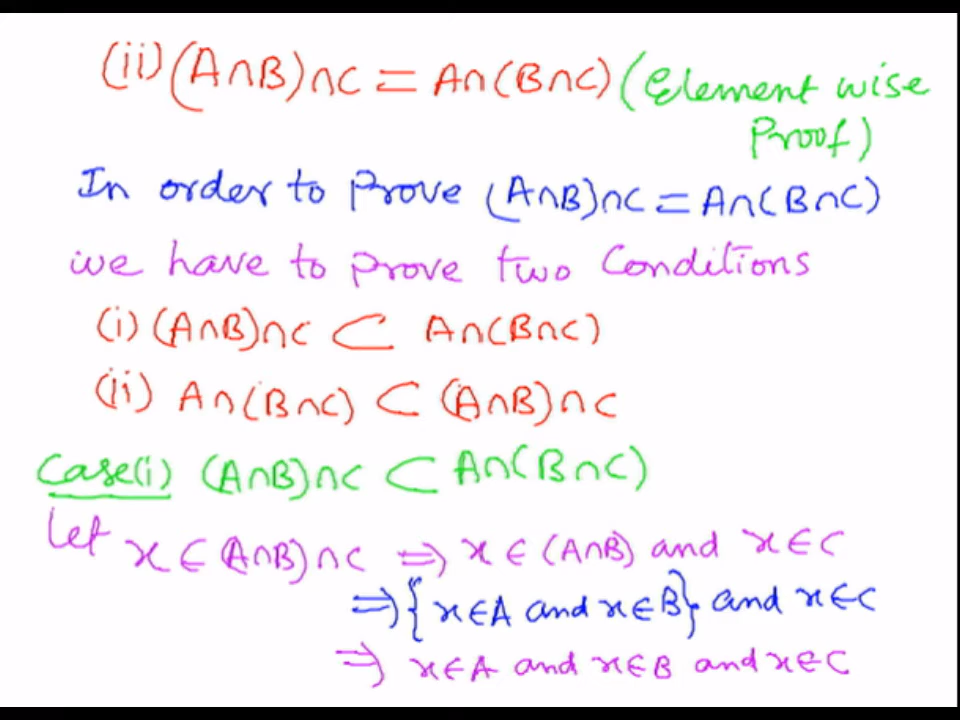 (ii) (A∩B)∩C = A∩(B∩C) (Element wise
Proof)
In order to prove (A∩B)∩C = A∩(B∩C)
we have to prove two Conditions
(i) (A∩B)∩C ⊂ A∩(B∩C)
(ii) A∩(B∩C) ⊂ (A∩B)∩C
Case(i) (A∩B)∩C ⊂ A∩(B∩C)
Let x ∈ (A∩B)∩C ⇒ x ∈ (A∩B) and x ∈ C
⇒ {x∈A and x∈B} and x∈C
⇒ x∈A and x∈B and x∈C